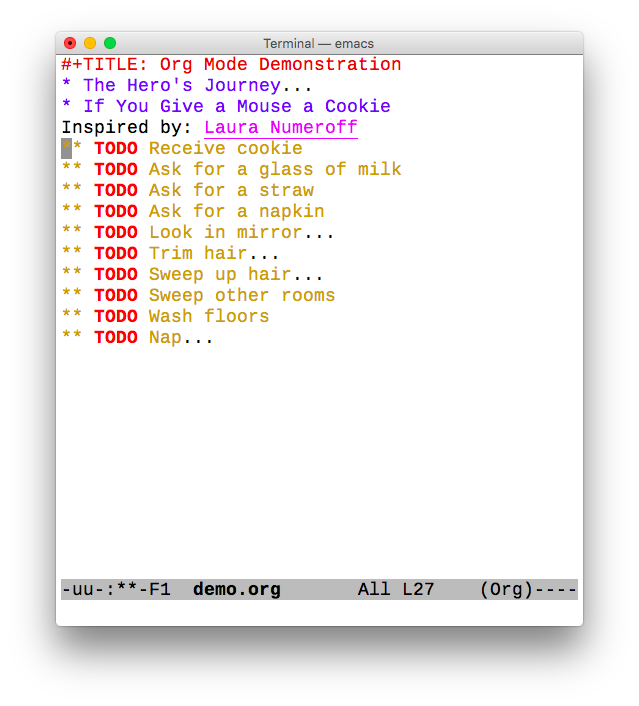 Terminal — emacs
#+TITLE: Org Mode Demonstration
* The Hero's Journey...
* If You Give a Mouse a Cookie
Inspired by: Laura Numeroff
** TODO Receive cookie
** TODO Ask for a glass of milk
** TODO Ask for a straw
** TODO Ask for a napkin
** TODO Look in mirror...
** TODO Trim hair...
** TODO Sweep up hair...
** TODO Sweep other rooms
** TODO Wash floors
** TODO Nap...
-uu-:**-F1  demo.org       All L27    (Org)----